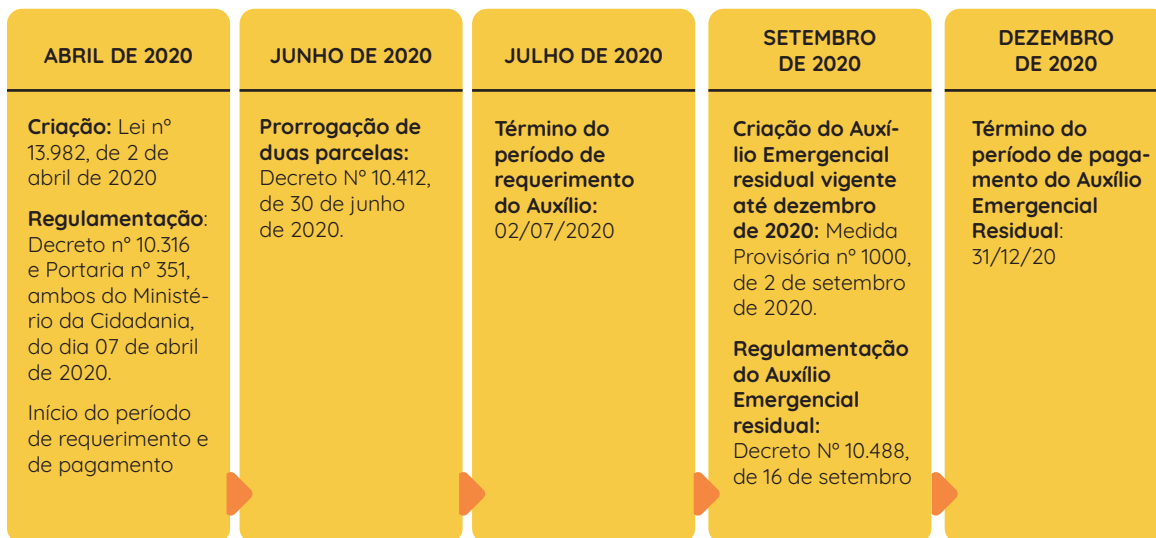 ABRIL DE 2020
Criação: Lei nº
13.982, de 2 de
abril de 2020
Regulamentação:
Decreto nº 10.316
e Portaria nº 351,
ambos do Ministé-
rio da Cidadania,
do dia 07 de abril
de 2020.
Início do período
de requerimento e
de pagamento
JUNHO DE 2020
Prorrogação de
duas parcelas:
Decreto Nº 10.412,
de 30 de junho
de 2020.
JULHO DE 2020
Término do
período de
requerimento
do Auxílio:
02/07/2020
SETEMBRO
DE 2020
Criação do Auxí-
lio Emergencial
residual vigente
até dezembro
de 2020: Medida
Provisória nº 1000,
de 2 de setembro
de 2020.
Regulamentação
do Auxílio
Emergencial
residual:
Decreto Nº 10.488,
de 16 de setembro
DEZEMBRO
DE 2020
Término do
período de paga-
mento do Auxílio
Emergencial
Residual:
31/12/20